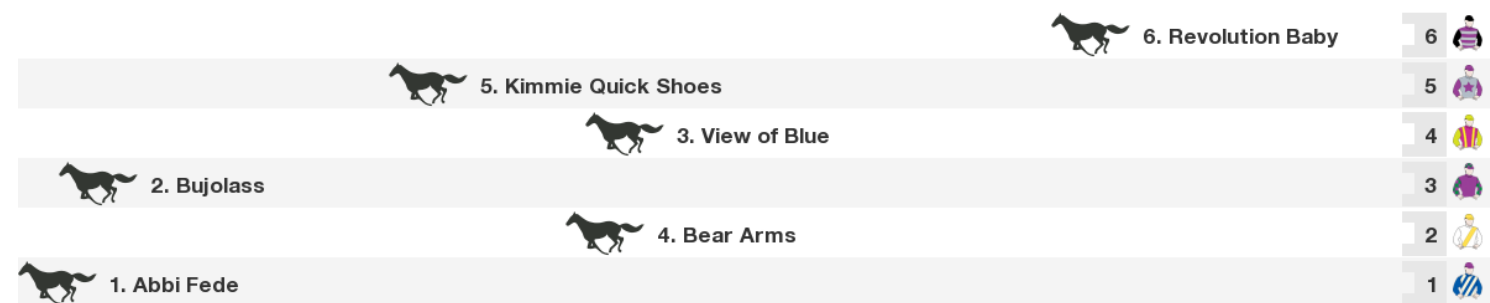 6. Revolution Baby 6
5. Kimmie Quick Shoes 5
3. View of Blue 4
2. Bujolass 3
4. Bear Arms 2
1. Abbi Fede 1